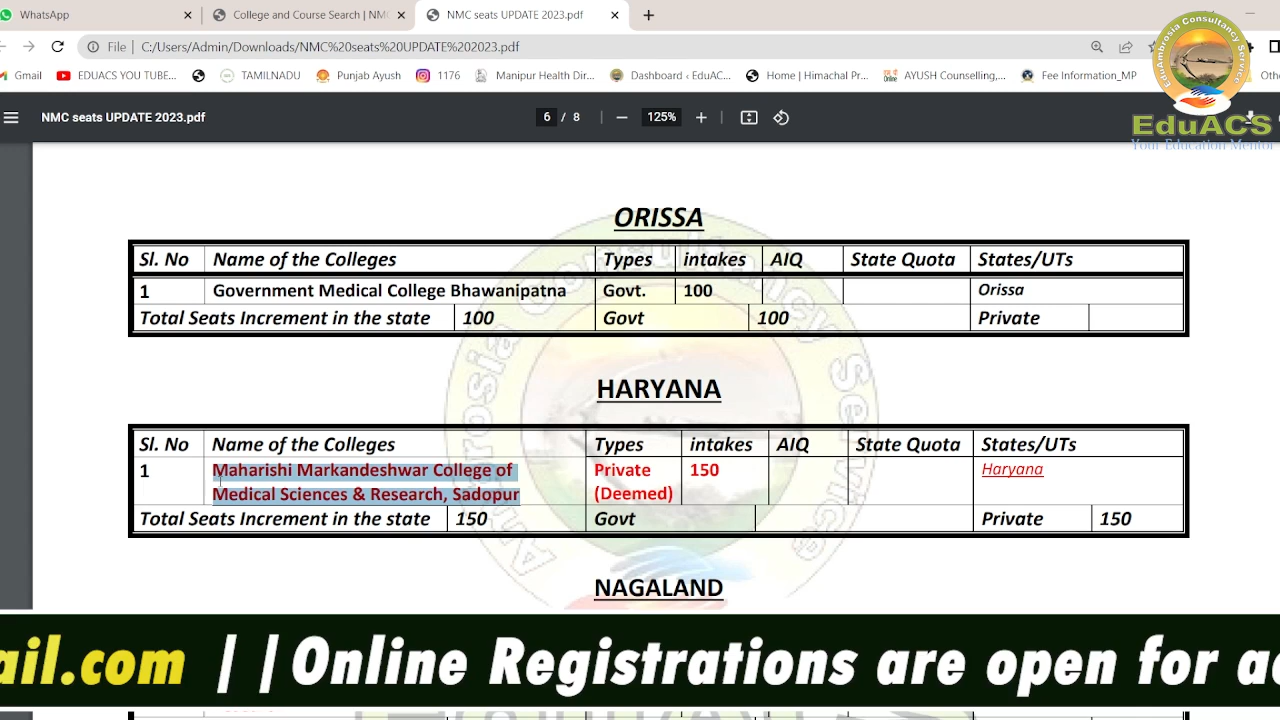 WhatsApp
College and Course Search | NMC
NMC seats UPDATE 2023.pdf
File | C:/Users/Admin/Downloads/NMC%20seats%20UPDATE%202023.pdf
Gmail
EDUACS YOU TUBE...
TAMILNADU
Punjab Ayush
1176
Manipur Health Dir...
Dashboard ‹ EduAC...
Home | Himachal Pr...
AYUSH Counselling,...
Fee Information_MP
Othe
EduAmbrosia Consultancy Service
EduACS
Your Education Mentor
NMC seats UPDATE 2023.pdf
6 / 8
125%
ORISSA
Sl. No Name of the Colleges Types intakes AIQ State Quota States/UTs
1 Government Medical College Bhawanipatna Govt. 100 Orissa
Total Seats Increment in the state 100 Govt 100 Private
HARYANA
Sl. No Name of the Colleges Types intakes AIQ State Quota States/UTs
1 Maharishi Markandeshwar College of Private 150 Haryana
Medical Sciences & Research, Sadopur (Deemed)
Total Seats Increment in the state 150 Govt Private 150
NAGALAND
ail.com ||Online Registrations are open for ad